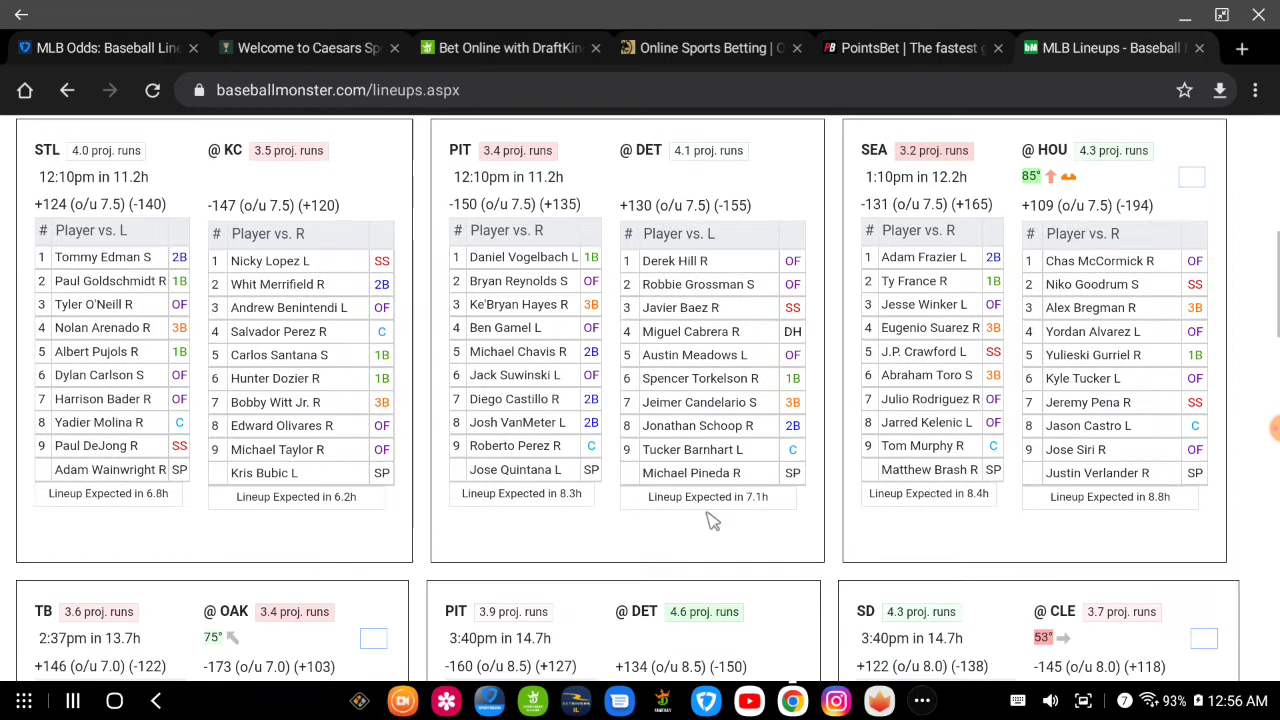 MLB Odds: Baseball Line
Welcome to Caesars Sp
Bet Online with DraftKin
Online Sports Betting | O
PointsBet | The fastest g
MLB Lineups - Baseball
baseballmonster.com/lineups.aspx
STL 4.0 proj. runs @ KC 3.5 proj. runs
12:10pm in 11.2h
+124 (o/u 7.5) (-140) -147 (o/u 7.5) (+120)
# Player vs. L
1 Tommy Edman S 2B
2 Paul Goldschmidt R 1B
3 Tyler O'Neill R OF
4 Nolan Arenado R 3B
5 Albert Pujols R 1B
6 Dylan Carlson S OF
7 Harrison Bader R OF
8 Yadier Molina R C
9 Paul DeJong R SS
Adam Wainwright R SP
Lineup Expected in 6.8h
# Player vs. R
1 Nicky Lopez L SS
2 Whit Merrifield R 2B
3 Andrew Benintendi L OF
4 Salvador Perez R C
5 Carlos Santana S 1B
6 Hunter Dozier R 1B
7 Bobby Witt Jr. R 3B
8 Edward Olivares R OF
9 Michael Taylor R OF
Kris Bubic L SP
Lineup Expected in 6.2h
PIT 3.4 proj. runs @ DET 4.1 proj. runs
12:10pm in 11.2h
-150 (o/u 7.5) (+135) +130 (o/u 7.5) (-155)
# Player vs. R
1 Daniel Vogelbach L 1B
2 Bryan Reynolds S OF
3 Ke'Bryan Hayes R 3B
4 Ben Gamel L OF
5 Michael Chavis R 2B
6 Jack Suwinski L OF
7 Diego Castillo R 2B
8 Josh VanMeter L 2B
9 Roberto Perez R C
Jose Quintana L SP
Lineup Expected in 8.3h
# Player vs. L
1 Derek Hill R OF
2 Robbie Grossman S OF
3 Javier Baez R SS
4 Miguel Cabrera R DH
5 Austin Meadows L OF
6 Spencer Torkelson R 1B
7 Jeimer Candelario S 3B
8 Jonathan Schoop R 2B
9 Tucker Barnhart L C
Michael Pineda R SP
Lineup Expected in 7.1h
SEA 3.2 proj. runs @ HOU 4.3 proj. runs
1:10pm in 12.2h 85°
-131 (o/u 7.5) (+165) +109 (o/u 7.5) (-194)
# Player vs. R
1 Adam Frazier L 2B
2 Ty France R 1B
3 Jesse Winker L OF
4 Eugenio Suarez R 3B
5 J.P. Crawford L SS
6 Abraham Toro S 3B
7 Julio Rodriguez R OF
8 Jarred Kelenic L OF
9 Tom Murphy R C
Matthew Brash R SP
Lineup Expected in 8.4h
# Player vs. R
1 Chas McCormick R OF
2 Niko Goodrum S SS
3 Alex Bregman R 3B
4 Yordan Alvarez L OF
5 Yulieski Gurriel R 1B
6 Kyle Tucker L OF
7 Jeremy Pena R SS
8 Jason Castro L C
9 Jose Siri R OF
Justin Verlander R SP
Lineup Expected in 8.8h
TB 3.6 proj. runs @ OAK 3.4 proj. runs
2:37pm in 13.7h 75°
+146 (o/u 7.0) (-122) -173 (o/u 7.0) (+103)
PIT 3.9 proj. runs @ DET 4.6 proj. runs
3:40pm in 14.7h
-160 (o/u 8.5) (+127) +134 (o/u 8.5) (-150)
SD 4.3 proj. runs @ CLE 3.7 proj. runs
3:40pm in 14.7h 53°
+122 (o/u 8.0) (-138) -145 (o/u 8.0) (+118)
7 93% 12:56 AM